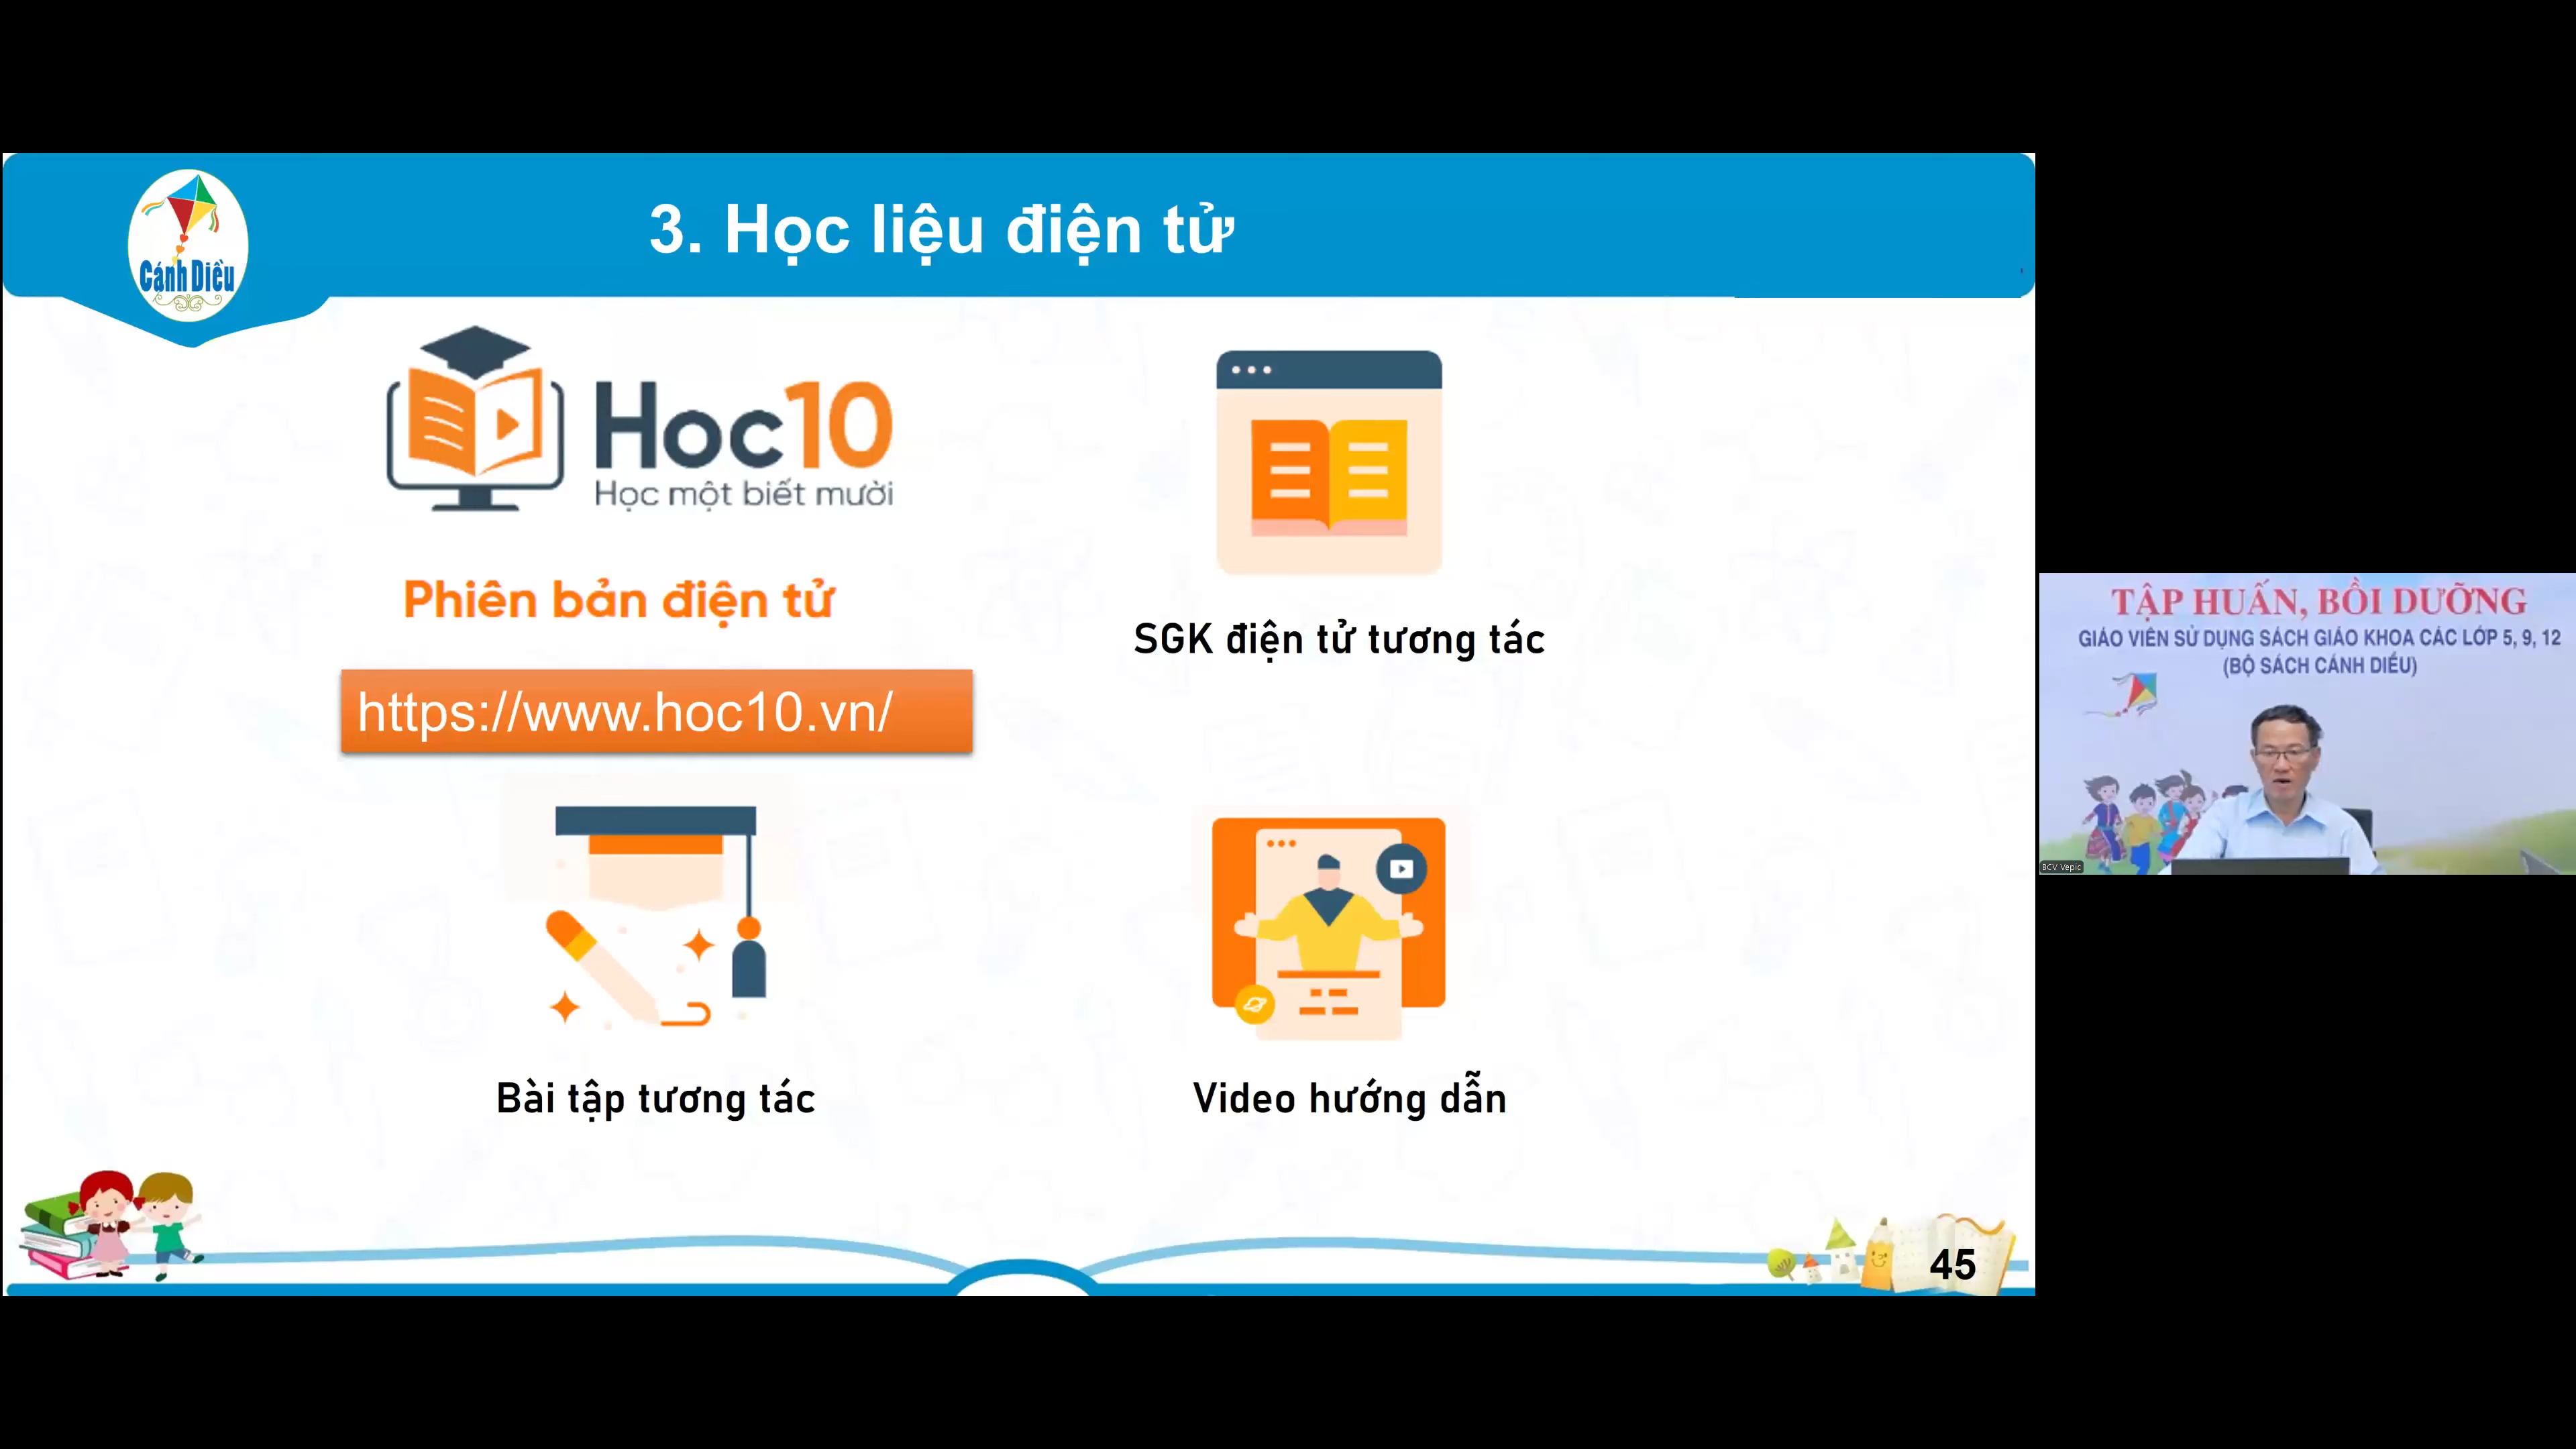 3. Học liệu điện tử
Cánh Diều
Hoc10
Học một biết mười
Phiên bản điện tử
https://www.hoc10.vn/
SGK điện tử tương tác
Bài tập tương tác
Video hướng dẫn
45
TẬP HUẤN, BỒI DƯỠNG
GIÁO VIÊN SỬ DỤNG SÁCH GIÁO KHOA CÁC LỚP 5, 9, 12
(BỘ SÁCH CÁNH DIỀU)
BCV Vepic